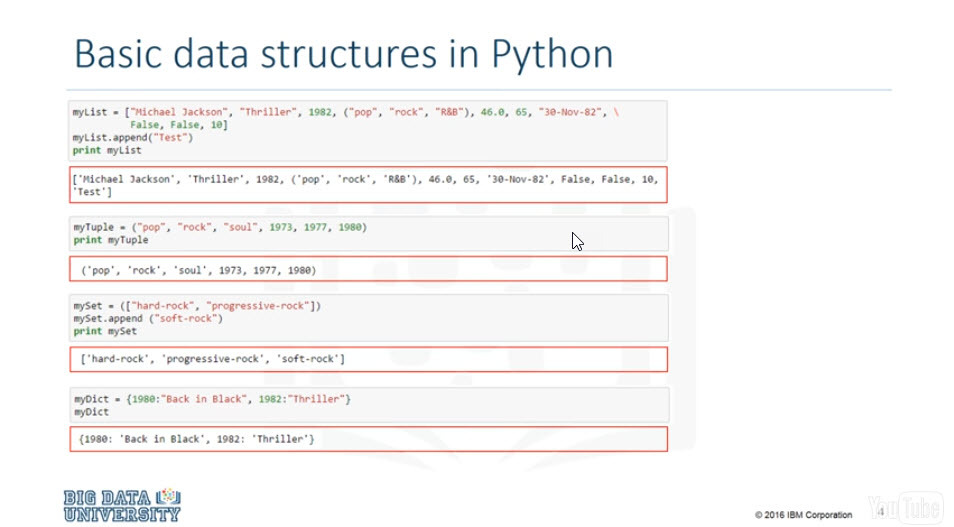 Basic data structures in Python
myList = ["Michael Jackson", "Thriller", 1982, ("pop", "rock", "R&B"), 46.0, 65, "30-Nov-82", \
False, False, 10]
myList.append("Test")
print myList
['Michael Jackson', 'Thriller', 1982, ('pop', 'rock', 'R&B'), 46.0, 65, '30-Nov-82', False, False, 10,
'Test']
myTuple = ("pop", "rock", "soul", 1973, 1977, 1980)
print myTuple
('pop', 'rock', 'soul', 1973, 1977, 1980)
mySet = (["hard-rock", "progressive-rock"])
mySet.append ("soft-rock")
print mySet
['hard-rock', 'progressive-rock', 'soft-rock']
myDict = {1980:"Back in Black", 1982:"Thriller"}
myDict
{1980: 'Back in Black', 1982: 'Thriller'}
BIG DATA
UNIVERSITY
© 2016 IBM Corporation
4
YouTube